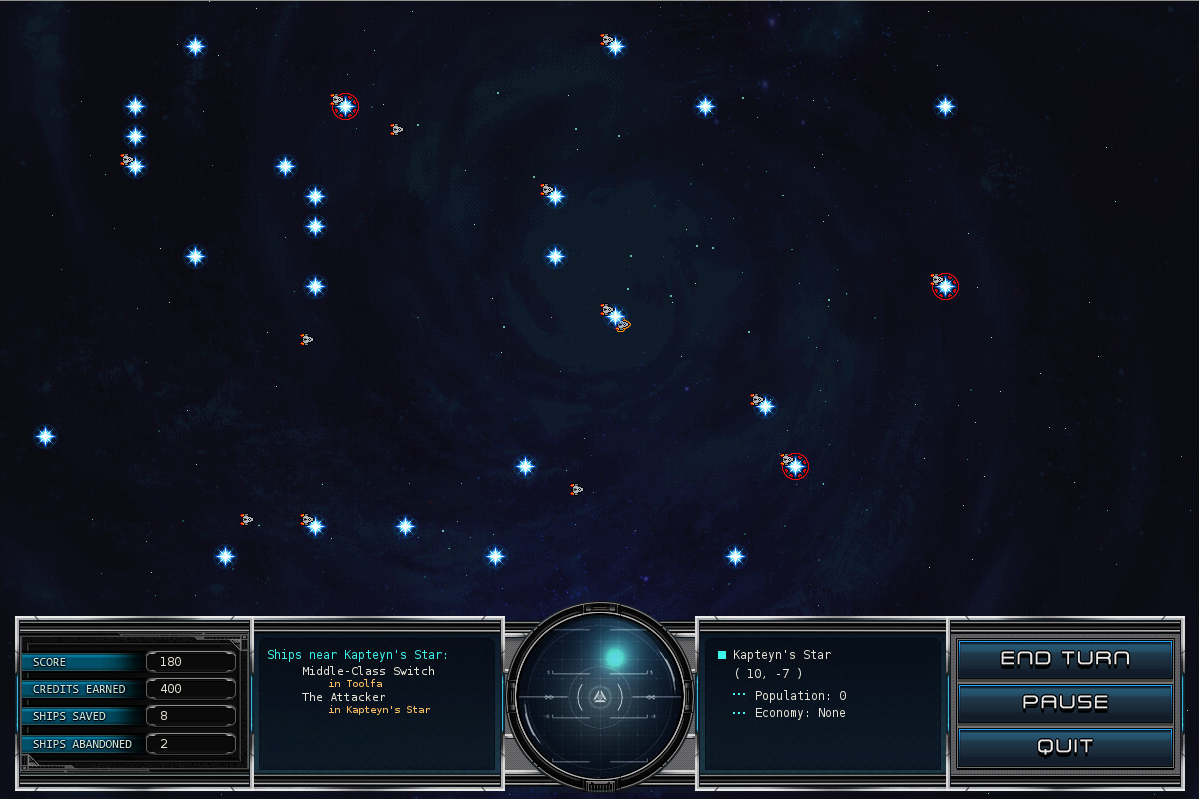 SCORE 180
CREDITS EARNED 400
SHIPS SAVED 8
SHIPS ABANDONED 2
Ships near Kapteyn's Star:
Middle-Class Switch
in Toolfa
The Attacker
in Kapteyn's Star
Kapteyn's Star
( 10, -7 )
Population: 0
Economy: None
END TURN
PAUSE
QUIT